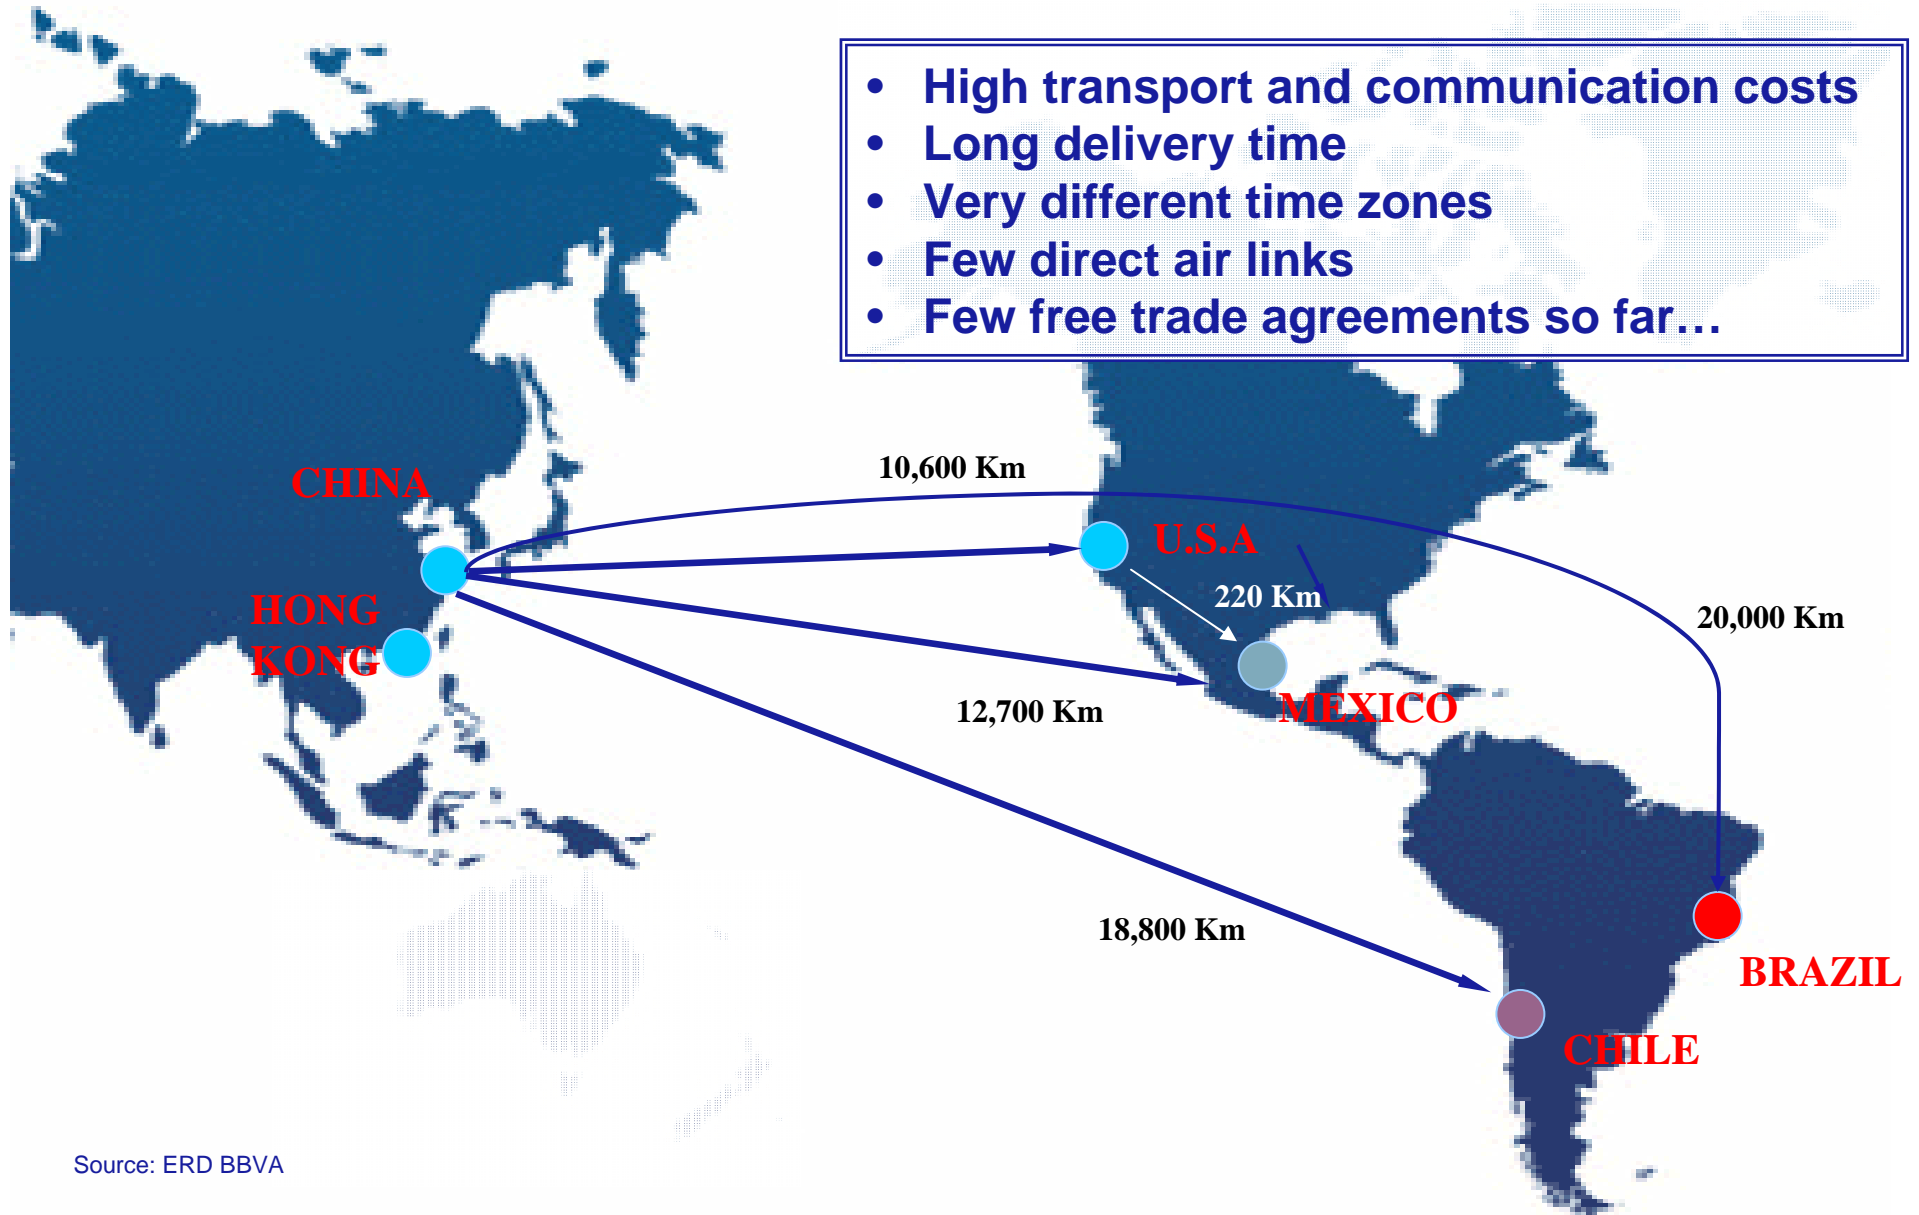 • High transport and communication costs
• Long delivery time
• Very different time zones
• Few direct air links
• Few free trade agreements so far…
10,600 Km
CHINA
U.S.A
220 Km
HONG
KONG
20,000 Km
12,700 Km
MEXICO
18,800 Km
BRAZIL
CHILE
Source: ERD BBVA